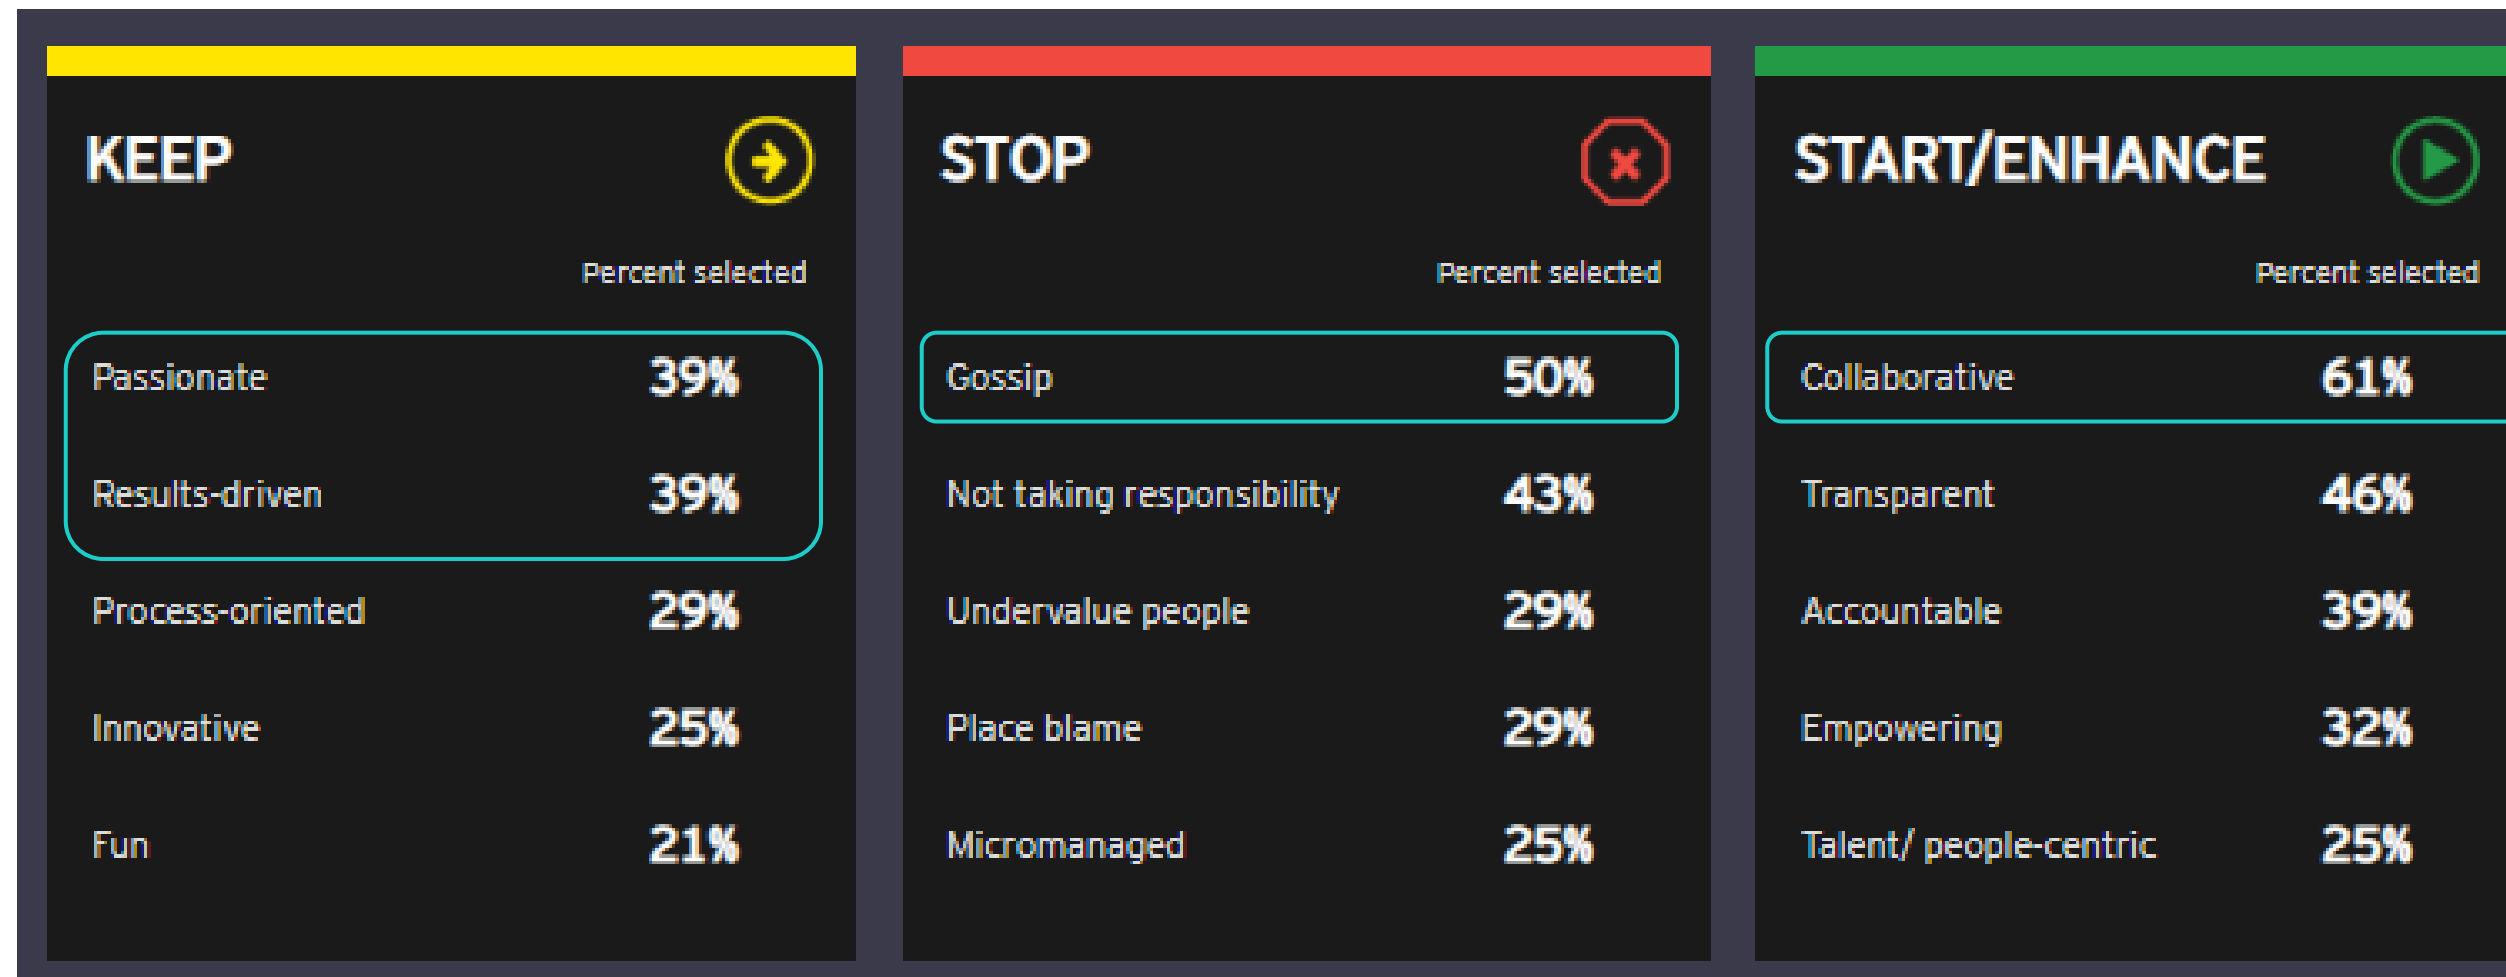 KEEP
Percent selected
Passionate 39%
Results-driven 39%
Process-oriented 29%
Innovative 25%
Fun 21%
STOP
Percent selected
Gossip 50%
Not taking responsibility 43%
Undervalue people 29%
Place blame 29%
Micromanaged 25%
START/ENHANCE
Percent selected
Collaborative 61%
Transparent 46%
Accountable 39%
Empowering 32%
Talent/ people-centric 25%